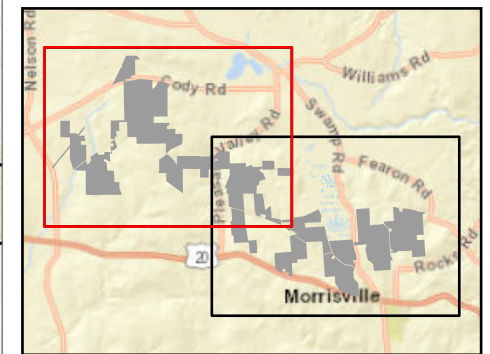 Nelson Rd
Williams Rd
Cody Rd
Swamp Rd
Pleasant Valley Rd
Fearon Rd
20
Rocks Rd
Morrisville